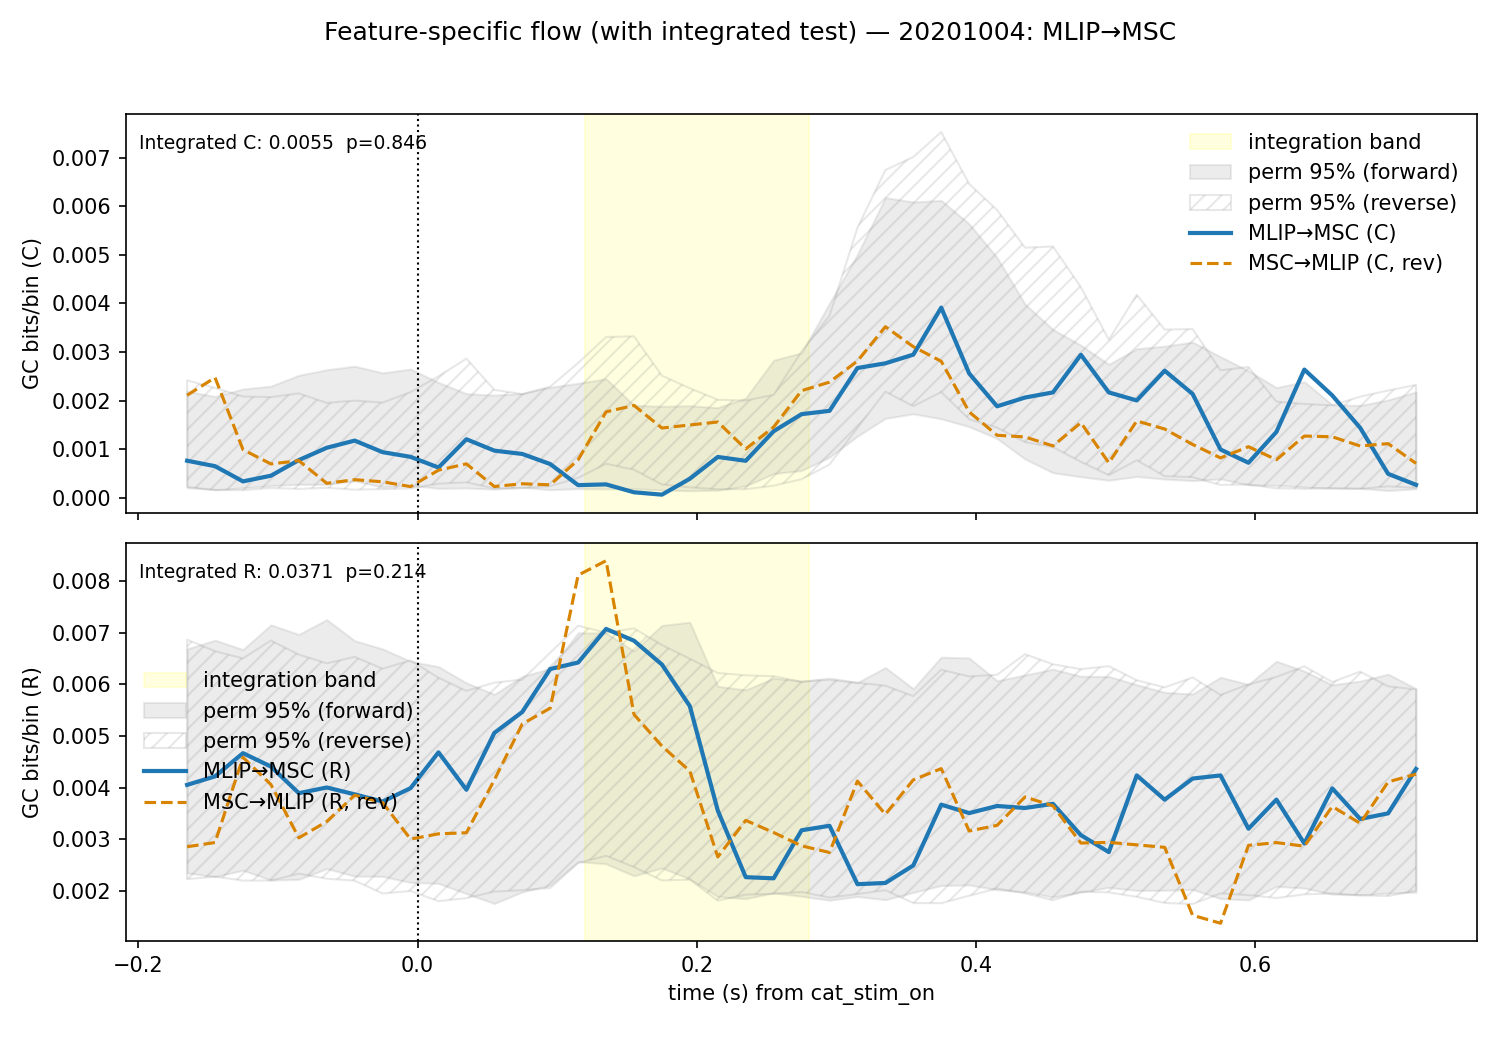 Feature-specific flow (with integrated test) — 20201004: MLIP→MSC
Integrated C: 0.0055  p=0.846
integration band
perm 95% (forward)
perm 95% (reverse)
MLIP→MSC (C)
MSC→MLIP (C, rev)
GC bits/bin (C)
0.007
0.006
0.005
0.004
0.003
0.002
0.001
0.000
Integrated R: 0.0371  p=0.214
integration band
perm 95% (forward)
perm 95% (reverse)
MLIP→MSC (R)
MSC→MLIP (R, rev)
GC bits/bin (R)
0.008
0.007
0.006
0.005
0.004
0.003
0.002
−0.2
0.0
0.2
0.4
0.6
time (s) from cat_stim_on